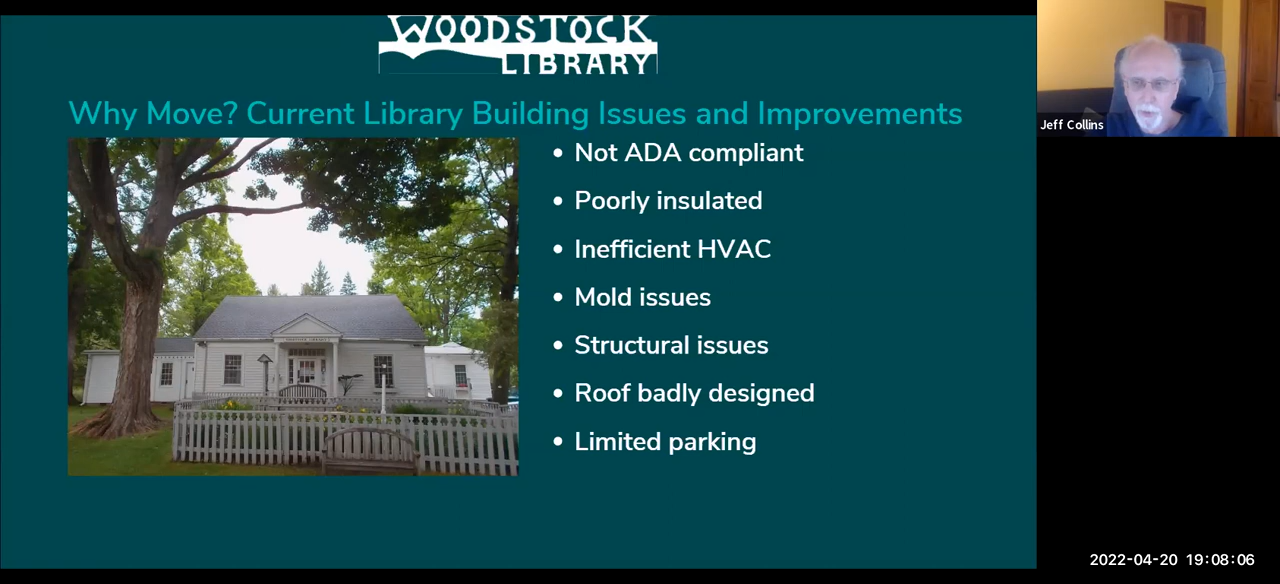 WOODSTOCK
LIBRARY
Why Move? Current Library Building Issues and Improvements
• Not ADA compliant
• Poorly insulated
• Inefficient HVAC
• Mold issues
• Structural issues
• Roof badly designed
• Limited parking
Jeff Collins
2022-04-20 19:08:06